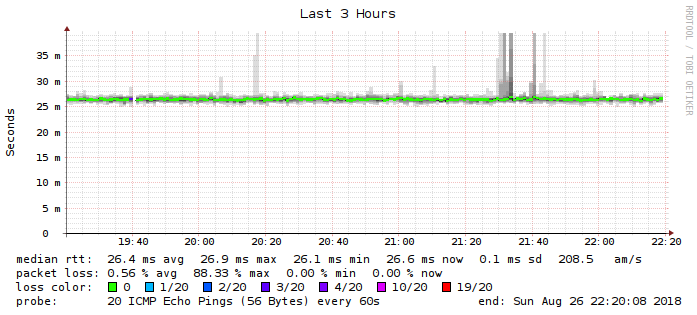 Last 3 Hours
RRDTOOL / TOBI OETIKER
Seconds
35 m
30 m
25 m
20 m
15 m
10 m
5 m
0
19:40 20:00 20:20 20:40 21:00 21:20 21:40 22:00 22:20
median rtt: 26.4 ms avg 26.9 ms max 26.1 ms min 26.6 ms now 0.1 ms sd 208.5 am/s
packet loss: 0.56 % avg 88.33 % max 0.00 % min 0.00 % now
loss color: 0 1/20 2/20 3/20 4/20 10/20 19/20
probe: 20 ICMP Echo Pings (56 Bytes) every 60s end: Sun Aug 26 22:20:08 2018